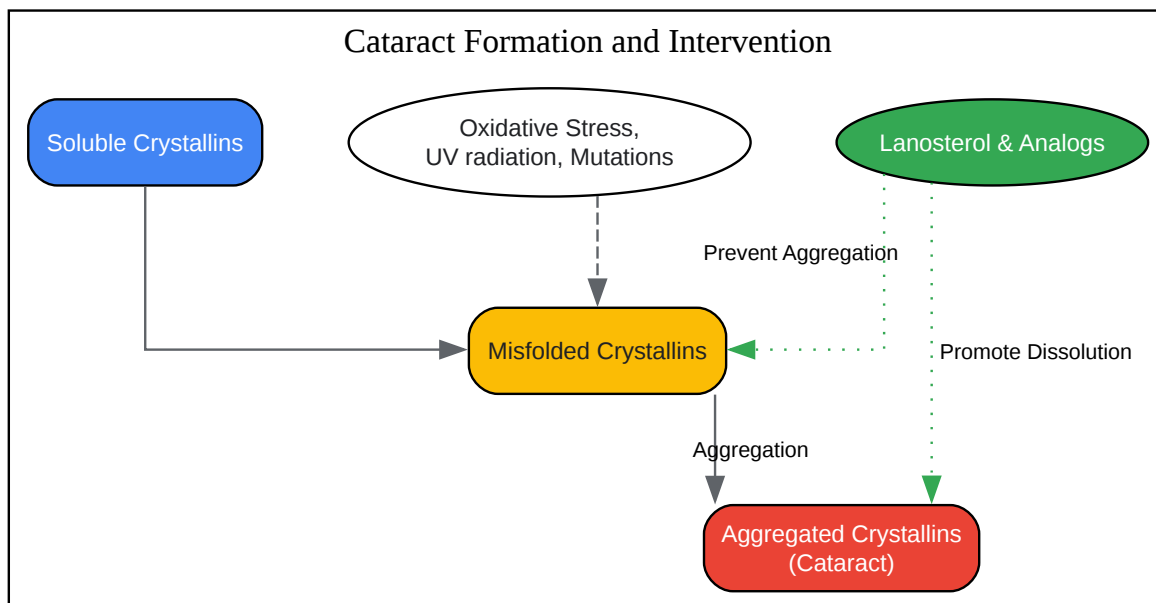 Cataract Formation and Intervention
Soluble Crystallins
Oxidative Stress,
UV radiation, Mutations
Lanosterol & Analogs
Prevent Aggregation
Misfolded Crystallins
Promote Dissolution
Aggregation
Aggregated Crystallins
(Cataract)